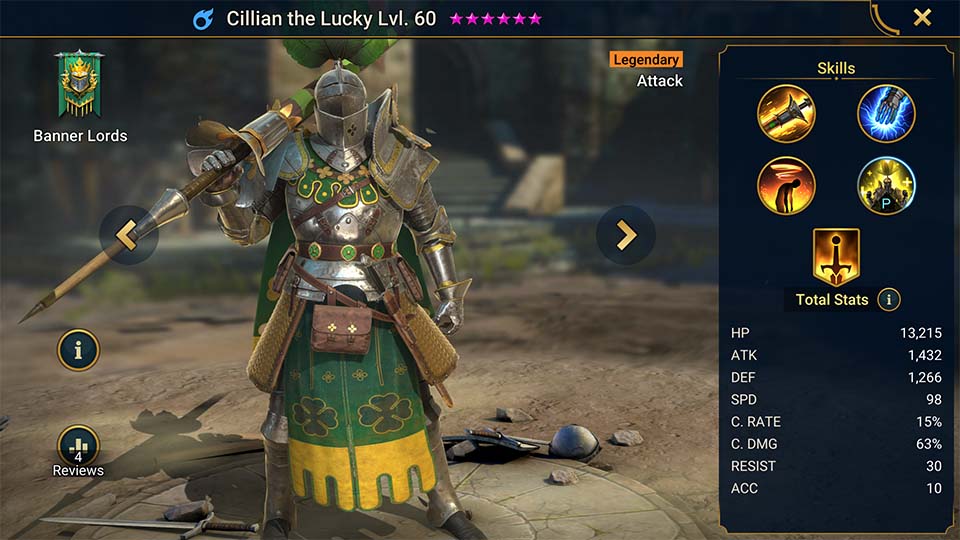 Cillian the Lucky Lvl. 60
Banner Lords
Legendary
Attack
4
Reviews
Skills
P
Total Stats
HP 13,215
ATK 1,432
DEF 1,266
SPD 98
C. RATE 15%
C. DMG 63%
RESIST 30
ACC 10